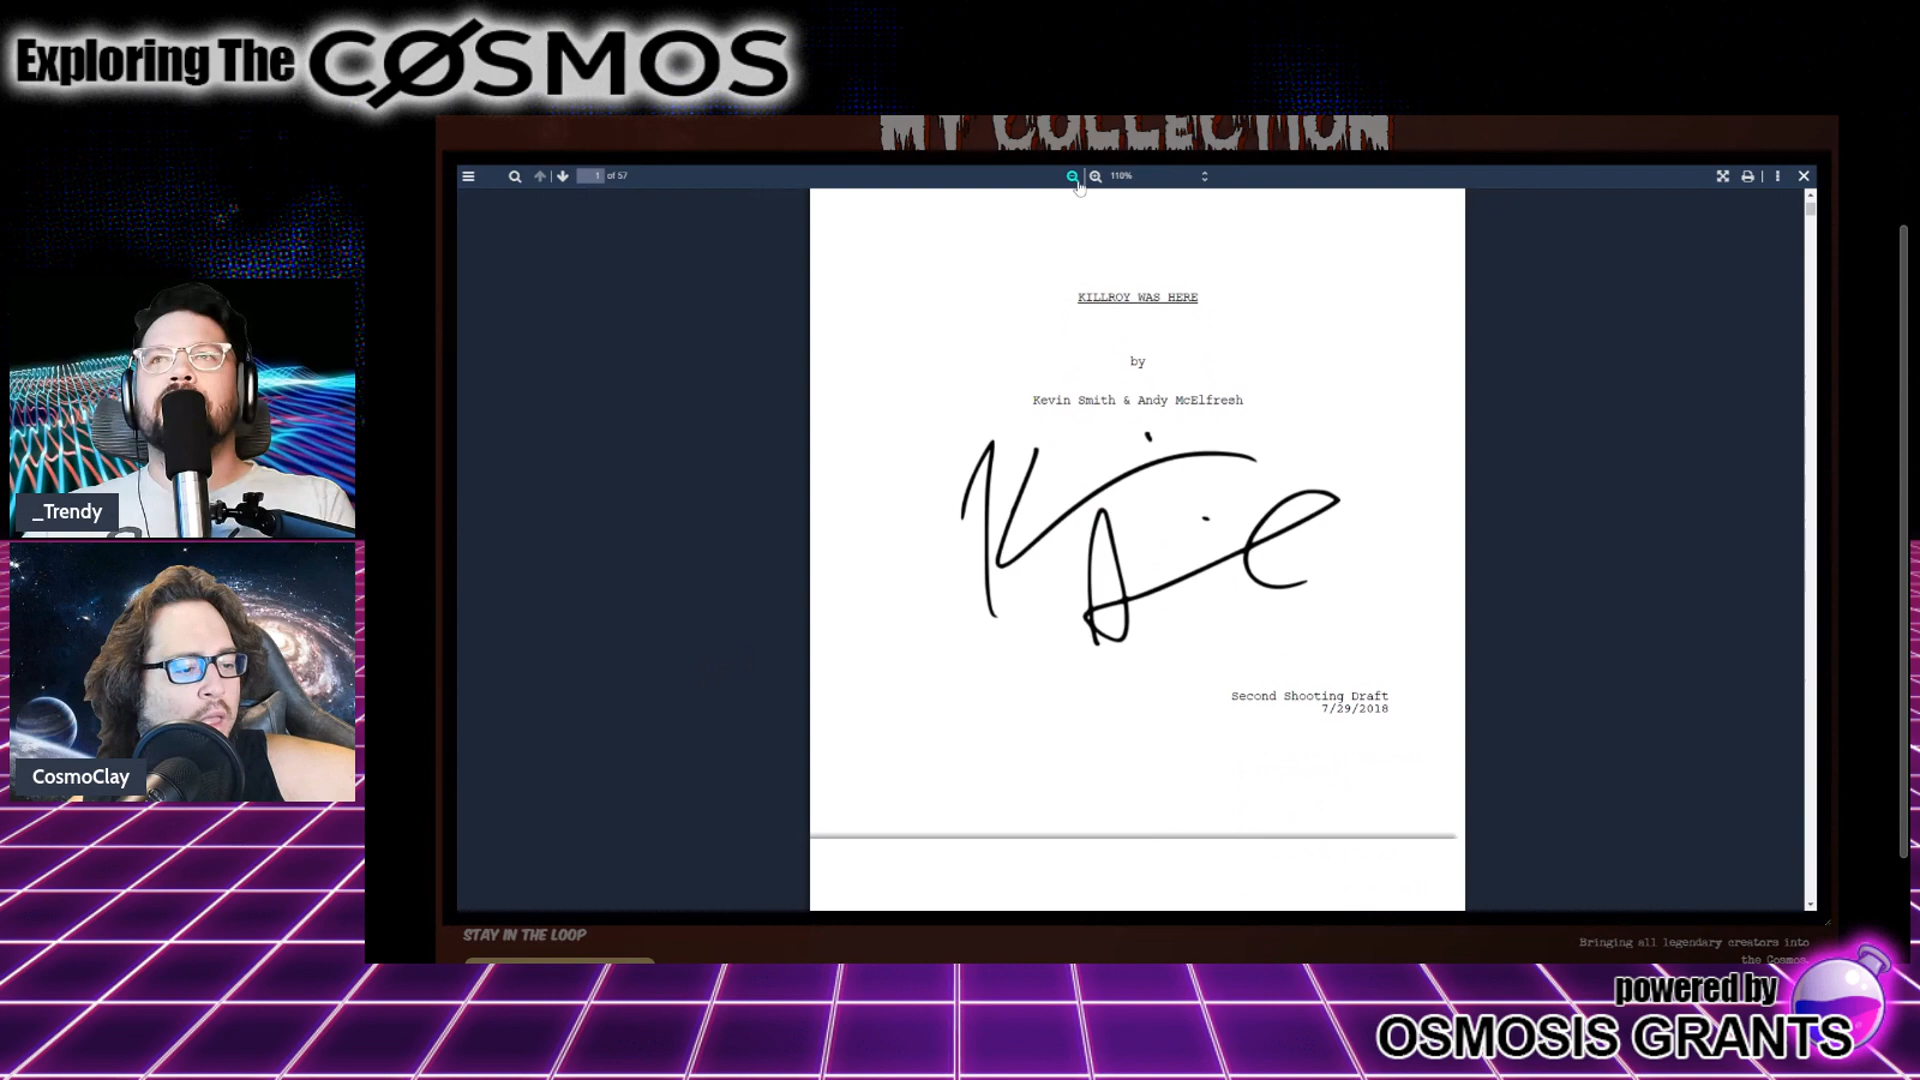 Exploring The CØSMOS
MY COLLECTION
1 of 57
110%
KILLROY WAS HERE
by
Kevin Smith & Andy McElfresh
Second Shooting Draft
7/29/2018
_Trendy
CosmoClay
STAY IN THE LOOP
Bringing all legendary creators into
the Cosmos
powered by
OSMOSIS GRANTS